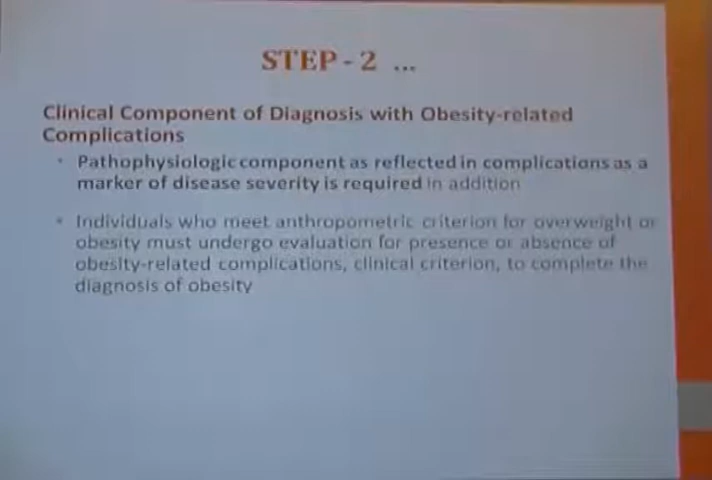 STEP - 2 ...
Clinical Component of Diagnosis with Obesity-related
Complications
• Pathophysiologic component as reflected in complications as a
marker of disease severity is required in addition
• Individuals who meet anthropometric criterion for overweight or
obesity must undergo evaluation for presence or absence of
obesity-related complications, clinical criterion, to complete the
diagnosis of obesity